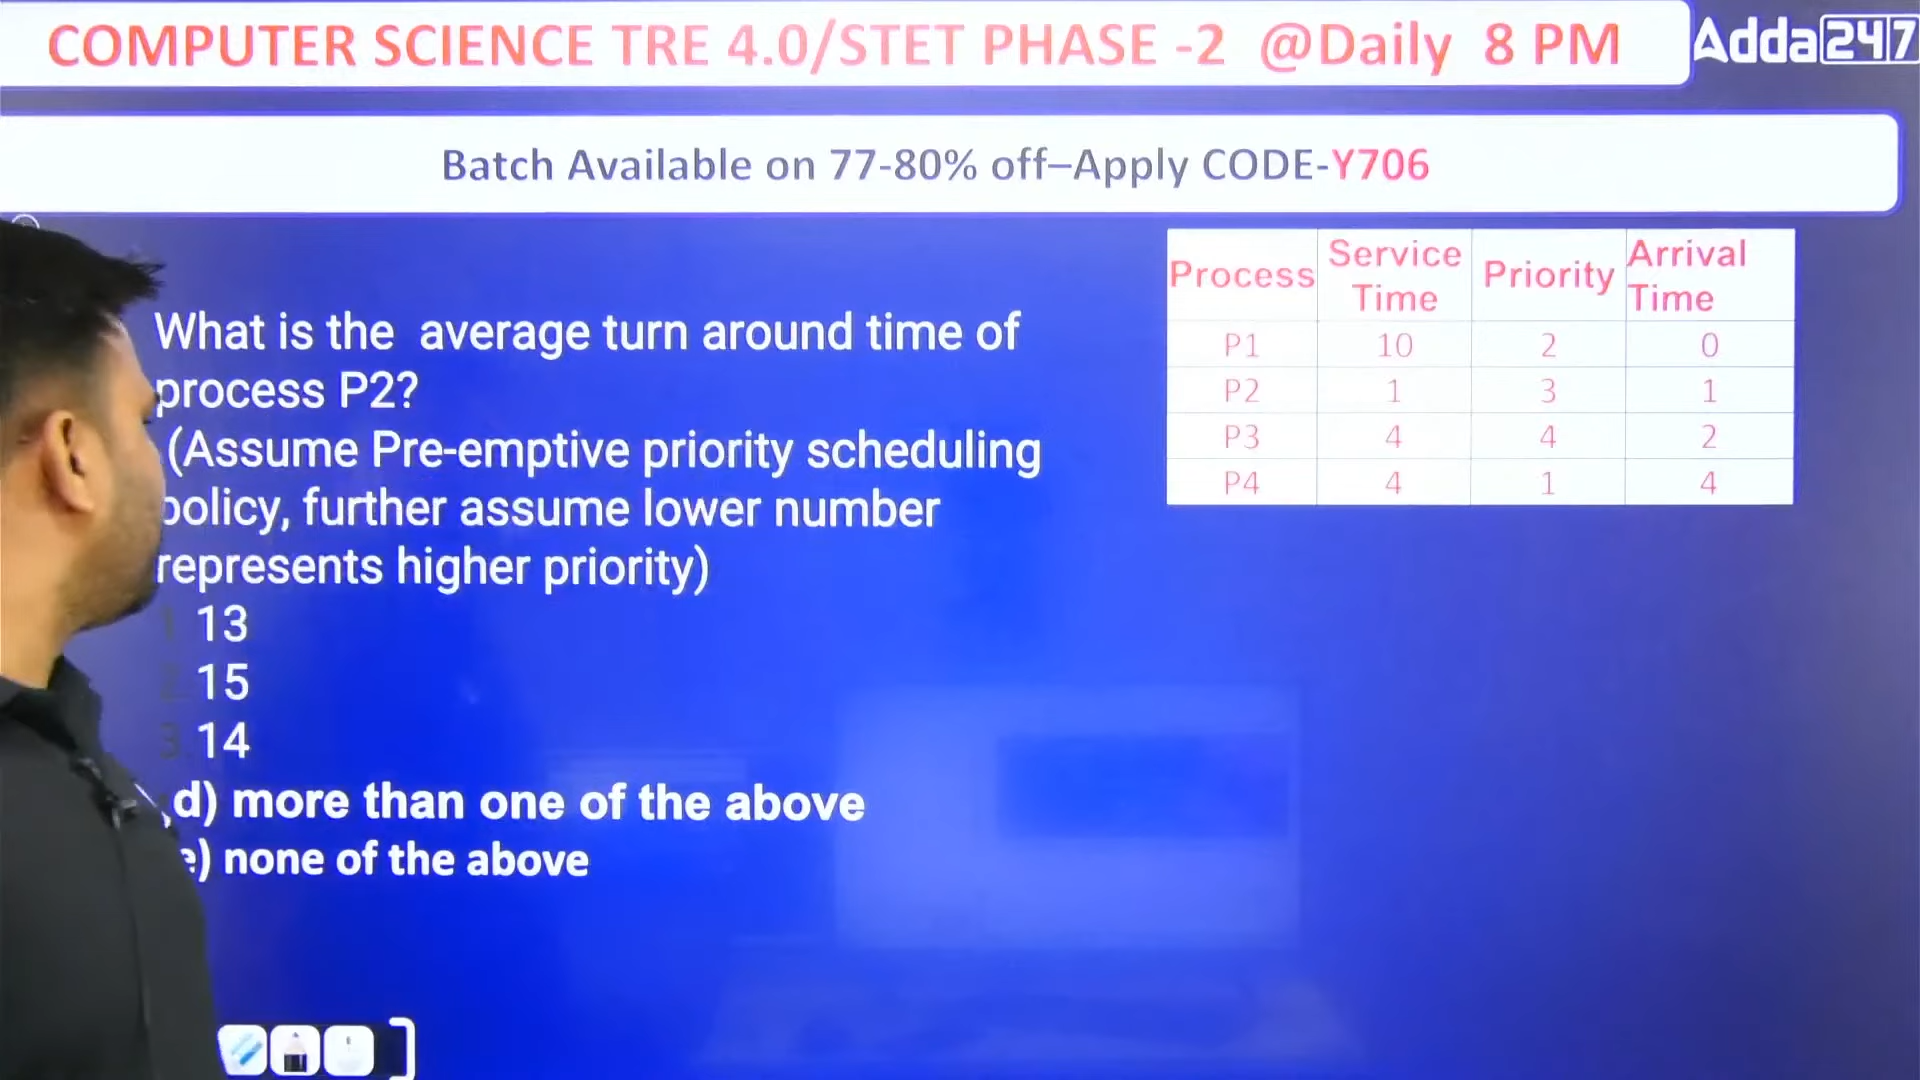 COMPUTER SCIENCE TRE 4.0/STET PHASE -2 @Daily 8 PM
Adda247
Batch Available on 77-80% off–Apply CODE-Y706
What is the average turn around time of
process P2?
(Assume Pre-emptive priority scheduling
policy, further assume lower number
represents higher priority)
13
15
3 14
d) more than one of the above
e) none of the above
Process Service Time Priority Arrival Time
P1 10 2 0
P2 1 3 1
P3 4 4 2
P4 4 1 4